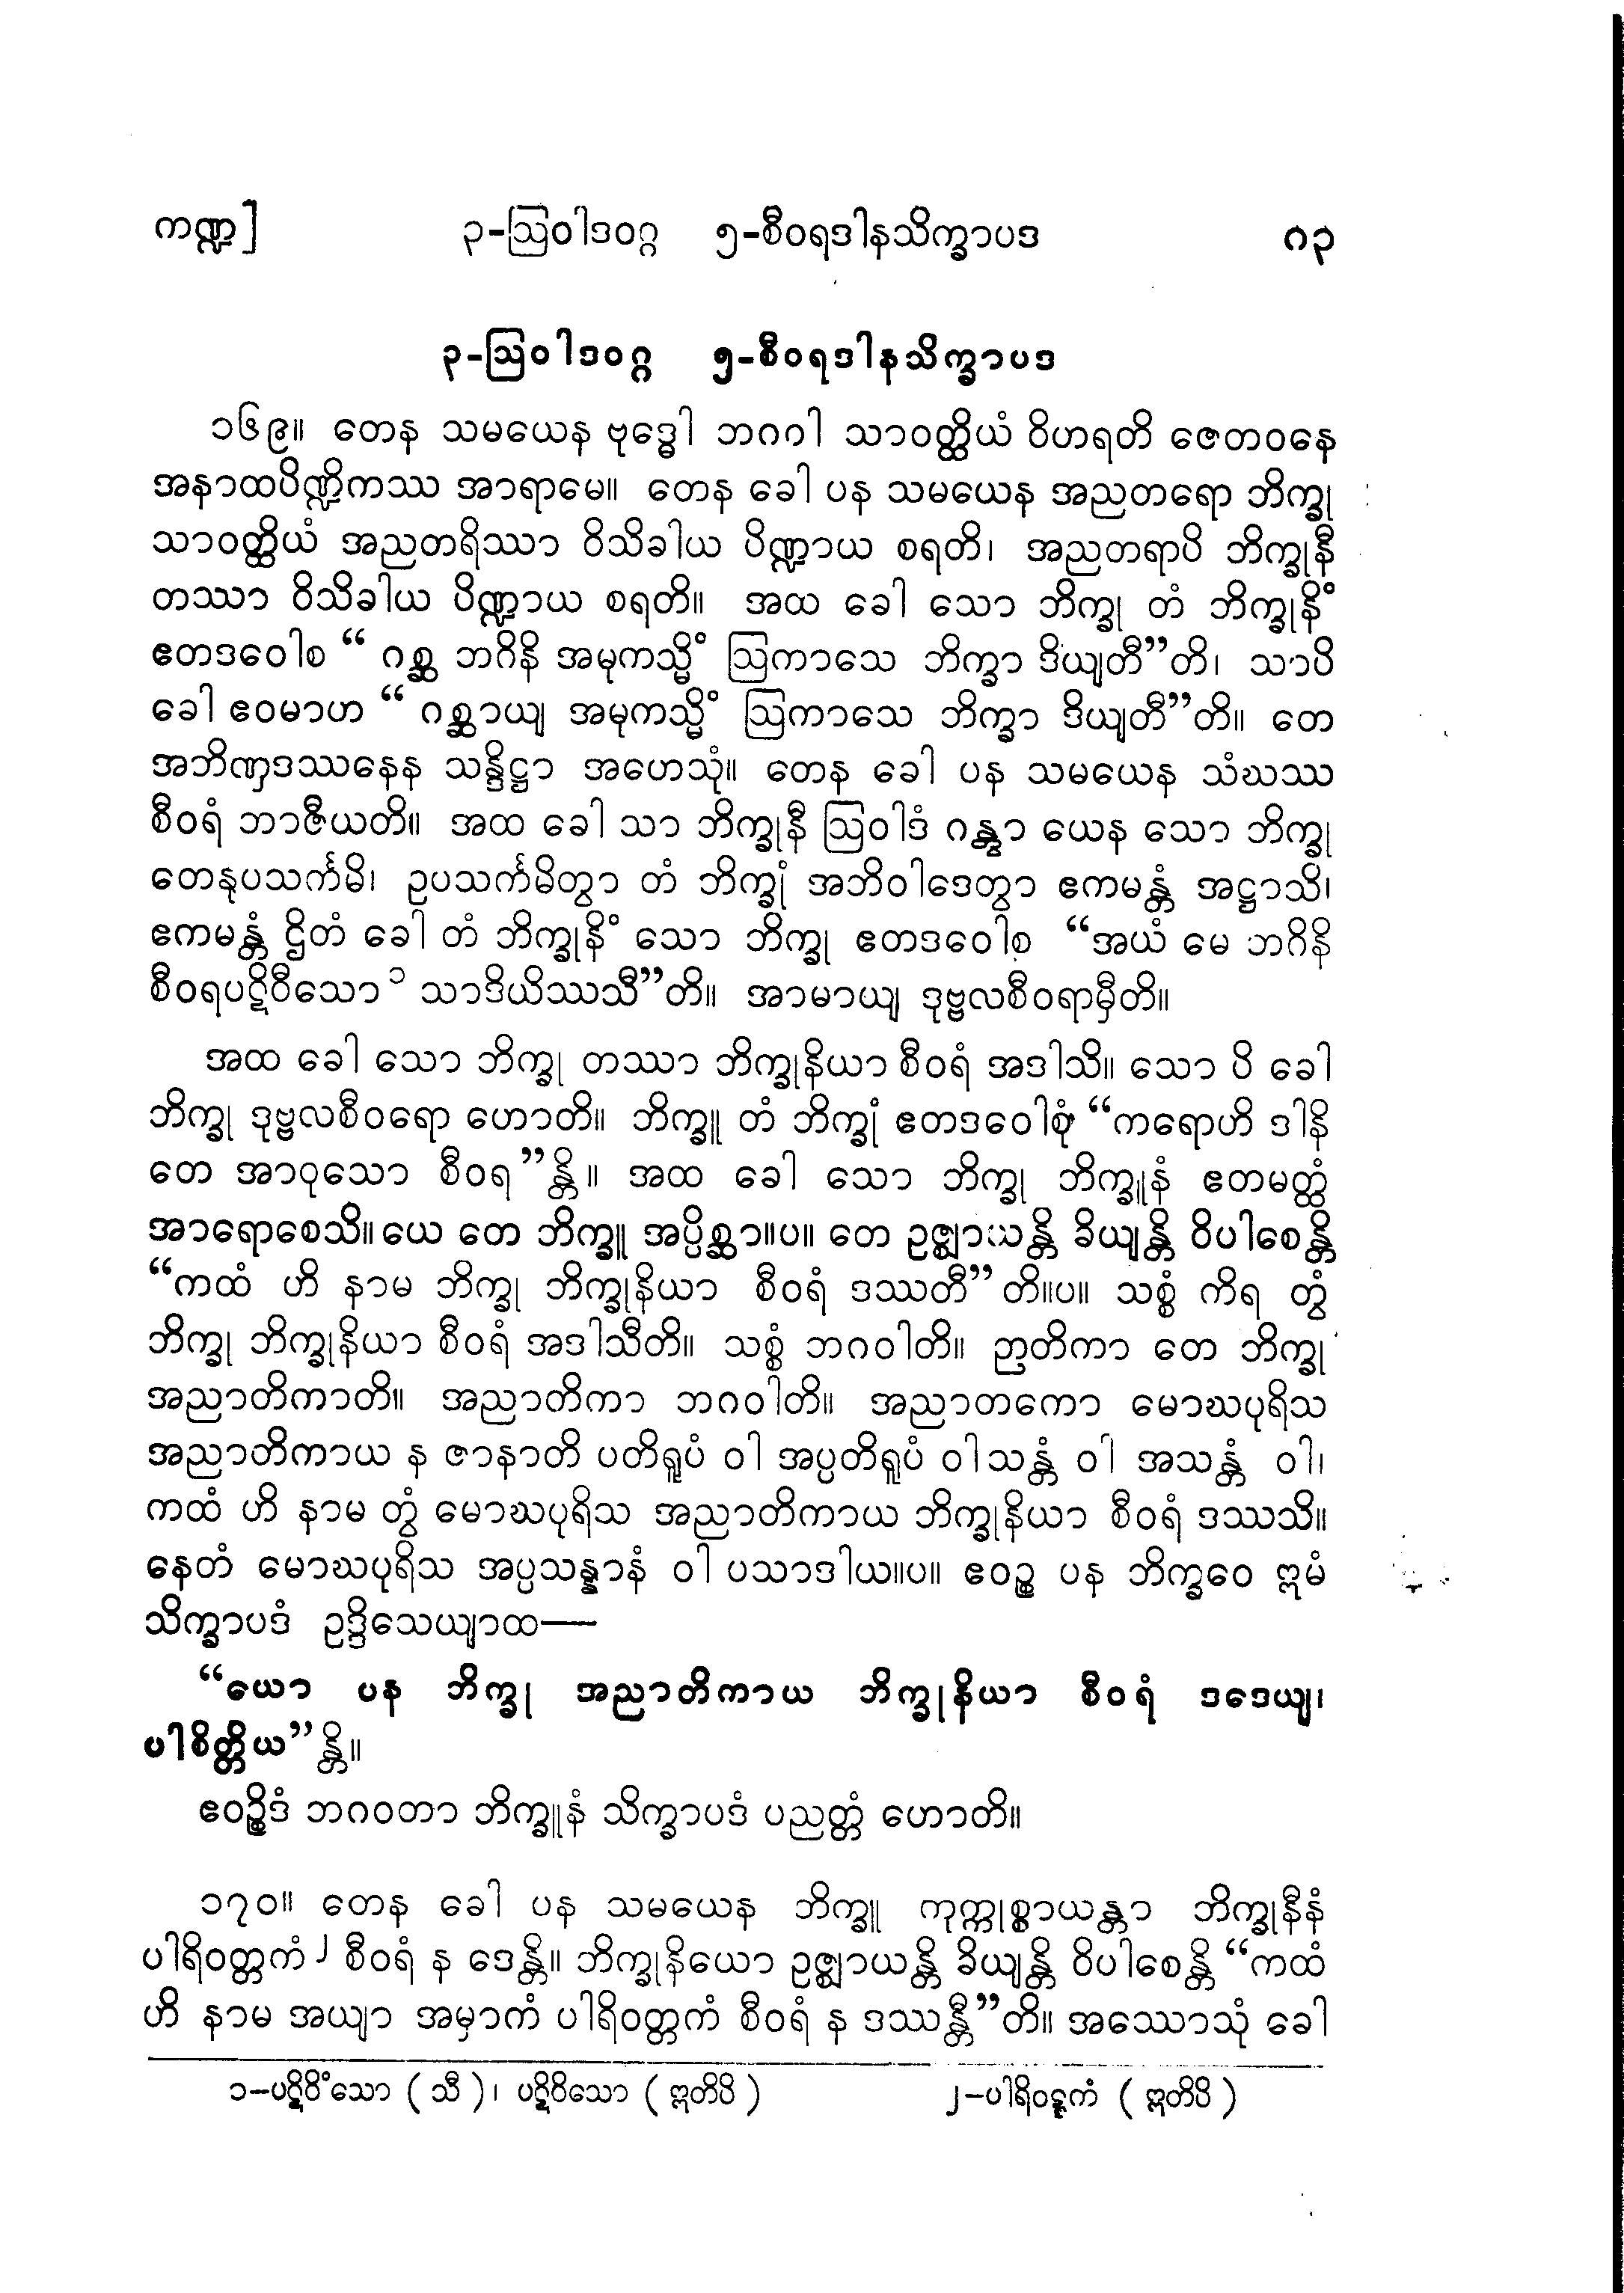 ကဏ္ဍ] ၃-ဩဝါဒဝဂ္ဂ ၅-စီဝရဒါနသိက္ခာပဒ ဂ၃
၃-ဩဝါဒဝဂ္ဂ ၅-စီဝရဒါနသိက္ခာပဒ
၁၆၉။ တေန သမယေန ဗုဒ္ဓေါ ဘဂဂါ သာဝတ္ထိယံ ဝိဟရတိ ဇေတဝနေ
အနာထပိဏ္ဍိကဿ အာရာမေ။ တေန ခေါ ပန သမယေန အညတရော ဘိက္ခု
သာဝတ္ထိယံ အညတရိဿာ ဝိသိခါယ ပိဏ္ဍာယ စရတိ၊ အညတရာပိ ဘိက္ခုနီ
တဿာ ဝိသိခါယ ပိဏ္ဍာယ စရတိ။ အထ ခေါ သော ဘိက္ခု တံ ဘိက္ခုနိံ
ဧတဒဝေါစ “ ဂစ္ဆ ဘဂိနိ အမုကသ္မိံ ဩကာသေ ဘိက္ခာ ဒိယျတီ”တိ၊ သာပိ
ခေါ ဧဝမာဟ “ ဂစ္ဆာယျ အမုကသ္မိံ ဩကာသေ ဘိက္ခာ ဒိယျတီ”တိ။ တေ
အဘိဏှဒဿနေန သန္ဒိဋ္ဌာ အဟေသုံ။ တေန ခေါ ပန သမယေန သံဃဿ
စီဝရံ ဘာဇီယတိ။ အထ ခေါ သာ ဘိက္ခုနီ ဩဝါဒံ ဂန္တွာ ယေန သော ဘိက္ခု
တေနုပသင်္ကမိ၊ ဥပသင်္ကမိတွာ တံ ဘိက္ခုံ အဘိဝါဒေတွာ ဧကမန္တံ အဋ္ဌာသိ၊
ဧကမန္တံ ဌိတံ ခေါ တံ ဘိက္ခုနိံ သော ဘိက္ခု ဧတဒဝေါစ “အယံ မေ ဘဂိနိ
စီဝရပဋိဝီသော ၁ သာဒိယိဿသီ”တိ။ အာမာယျ ဒုဗ္ဗလစီဝရာမှီတိ။
အထ ခေါ သော ဘိက္ခု တဿာ ဘိက္ခုနိယာ စီဝရံ အဒါသိ။ သော ပိ ခေါ
ဘိက္ခု ဒုဗ္ဗလစီဝရော ဟောတိ။ ဘိက္ခူ တံ ဘိက္ခုံ ဧတဒဝေါစုံ “ကရောဟိ ဒါနိ
တေ အာဝုသော စီဝရ”န္တိ။ အထ ခေါ သော ဘိက္ခု ဘိက္ခူနံ ဧတမတ္ထံ
အာရောစေသိ။ ယေ တေ ဘိက္ခူ အပ္ပိစ္ဆာ။ပ။ တေ ဥဇ္ဈာယန္တိ ခိယျန္တိ ဝိပါစေန္တိ
“ကထံ ဟိ နာမ ဘိက္ခု ဘိက္ခုနိယာ စီဝရံ ဒဿတီ” တိ။ပ။ သစ္စံ ကိရ တွံ
ဘိက္ခု ဘိက္ခုနိယာ စီဝရံ အဒါသီတိ။ သစ္စံ ဘဂဝါတိ။ ဉာတိကာ တေ ဘိက္ခု
အညာတိကာတိ။ အညာတိကာ ဘဂဝါတိ။ အညာတကော မောဃပုရိသ
အညာတိကာယ န ဇာနာတိ ပတိရူပံ ဝါ အပ္ပတိရူပံ ဝါ သန္တံ ဝါ အသန္တံ ဝါ၊
ကထံ ဟိ နာမ တွံ မောဃပုရိသ အညာတိကာယ ဘိက္ခုနိယာ စီဝရံ ဒဿသိ။
နေတံ မောဃပုရိသ အပ္ပသန္နာနံ ဝါ ပသာဒါယ။ပ။ ဧဝဉ္စ ပန ဘိက္ခဝေ ဣမံ
သိက္ခာပဒံ ဥဒ္ဒိသေယျာထ—
“ယော ပန ဘိက္ခု အညာတိကာယ ဘိက္ခုနိယာ စီဝရံ ဒဒေယျ၊
ပါစိတ္တိယ”န္တိ။
ဧဝဉ္စိဒံ ဘဂဝတာ ဘိက္ခူနံ သိက္ခာပဒံ ပညတ္တံ ဟောတိ။
၁၇၀။ တေန ခေါ ပန သမယေန ဘိက္ခူ ကုက္ကုစ္စာယန္တာ ဘိက္ခုနီနံ
ပါရိဝတ္တကံ ၂ စီဝရံ န ဒေန္တိ။ ဘိက္ခုနိယော ဥဇ္ဈာယန္တိ ခိယျန္တိ ဝိပါစေန္တိ “ကထံ
ဟိ နာမ အယျာ အမှာကံ ပါရိဝတ္တကံ စီဝရံ န ဒဿန္တီ”တိ။ အဿောသုံ ခေါ
၁-ပဋိဝိံသော ( သီ )၊ ပဋိဝိသော ( ဣတိပိ ) ၂-ပါရိဝဋ္ဋကံ ( ဣတိပိ )